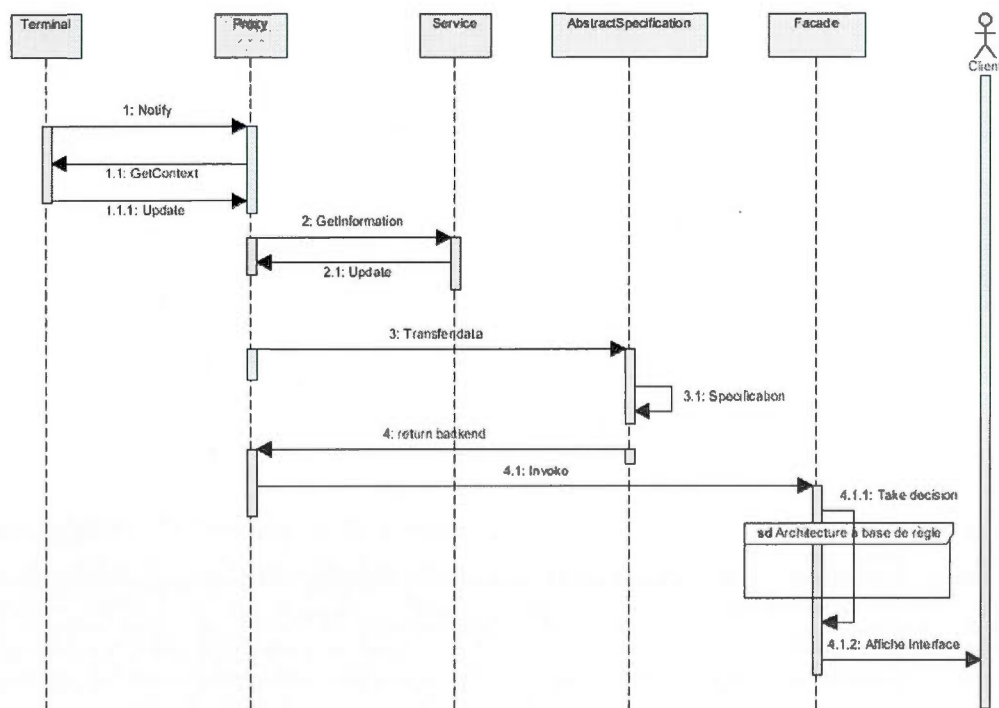 Terminal
Proxy
Service
AbstractSpecification
Facade
Client
1: Notify
1.1: GetContext
1.1.1: Update
2: GetInformation
2.1: Update
3: Transferdata
3.1: Specification
4: return backend
4.1: Invoke
4.1.1: Take decision
sd Architecture à base de règle
4.1.2: Affiche Interface